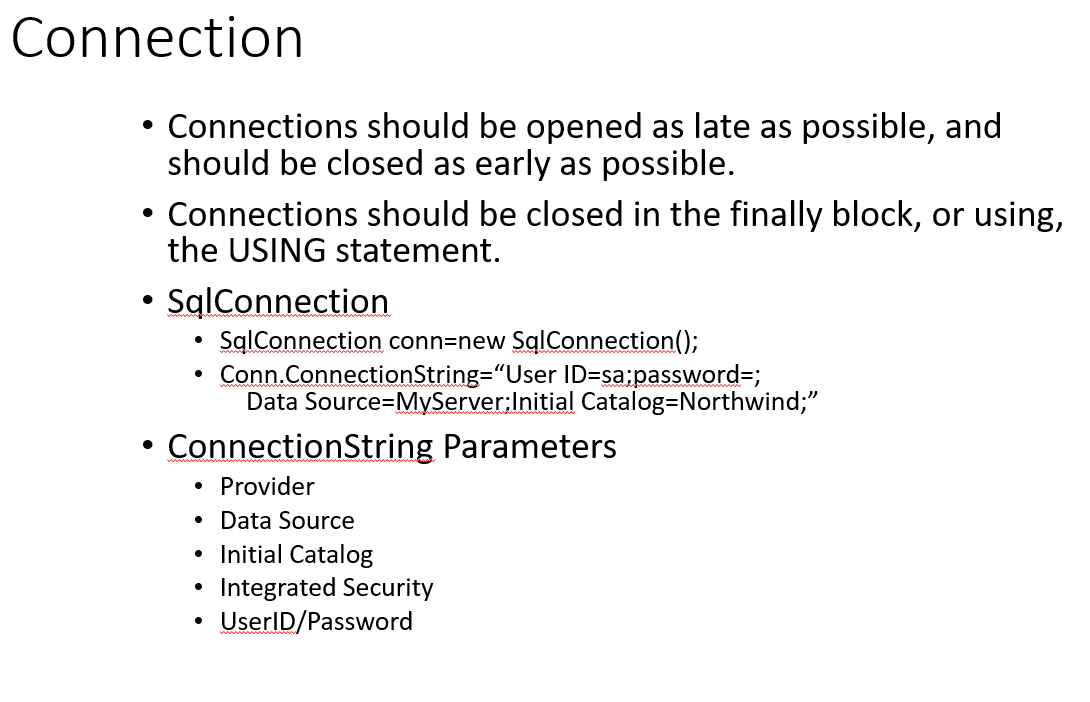 Connection
• Connections should be opened as late as possible, and
should be closed as early as possible.
• Connections should be closed in the finally block, or using,
the USING statement.
• SqlConnection
• SqlConnection conn=new SqlConnection();
• Conn.ConnectionString=“User ID=sa;password=;
Data Source=MyServer;Initial Catalog=Northwind;”
• ConnectionString Parameters
• Provider
• Data Source
• Initial Catalog
• Integrated Security
• UserID/Password